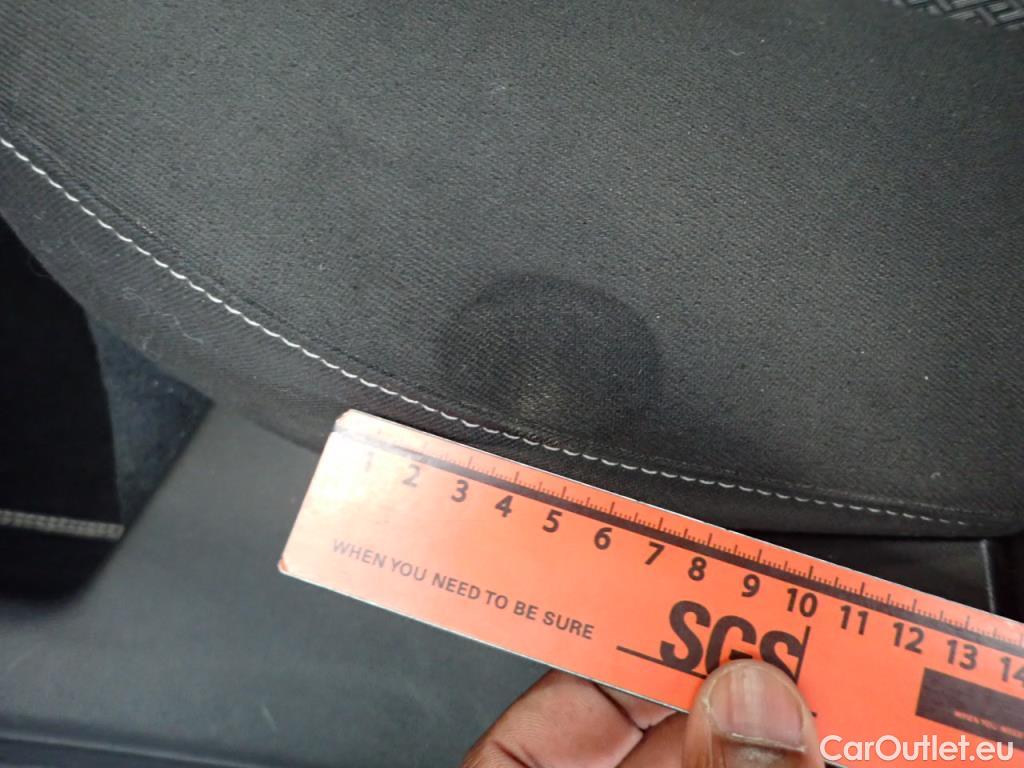 1 2 3 4 5 6 7 8 9 10 11 12 13 14
WHEN YOU NEED TO BE SURE
SGS
CarOutlet.eu